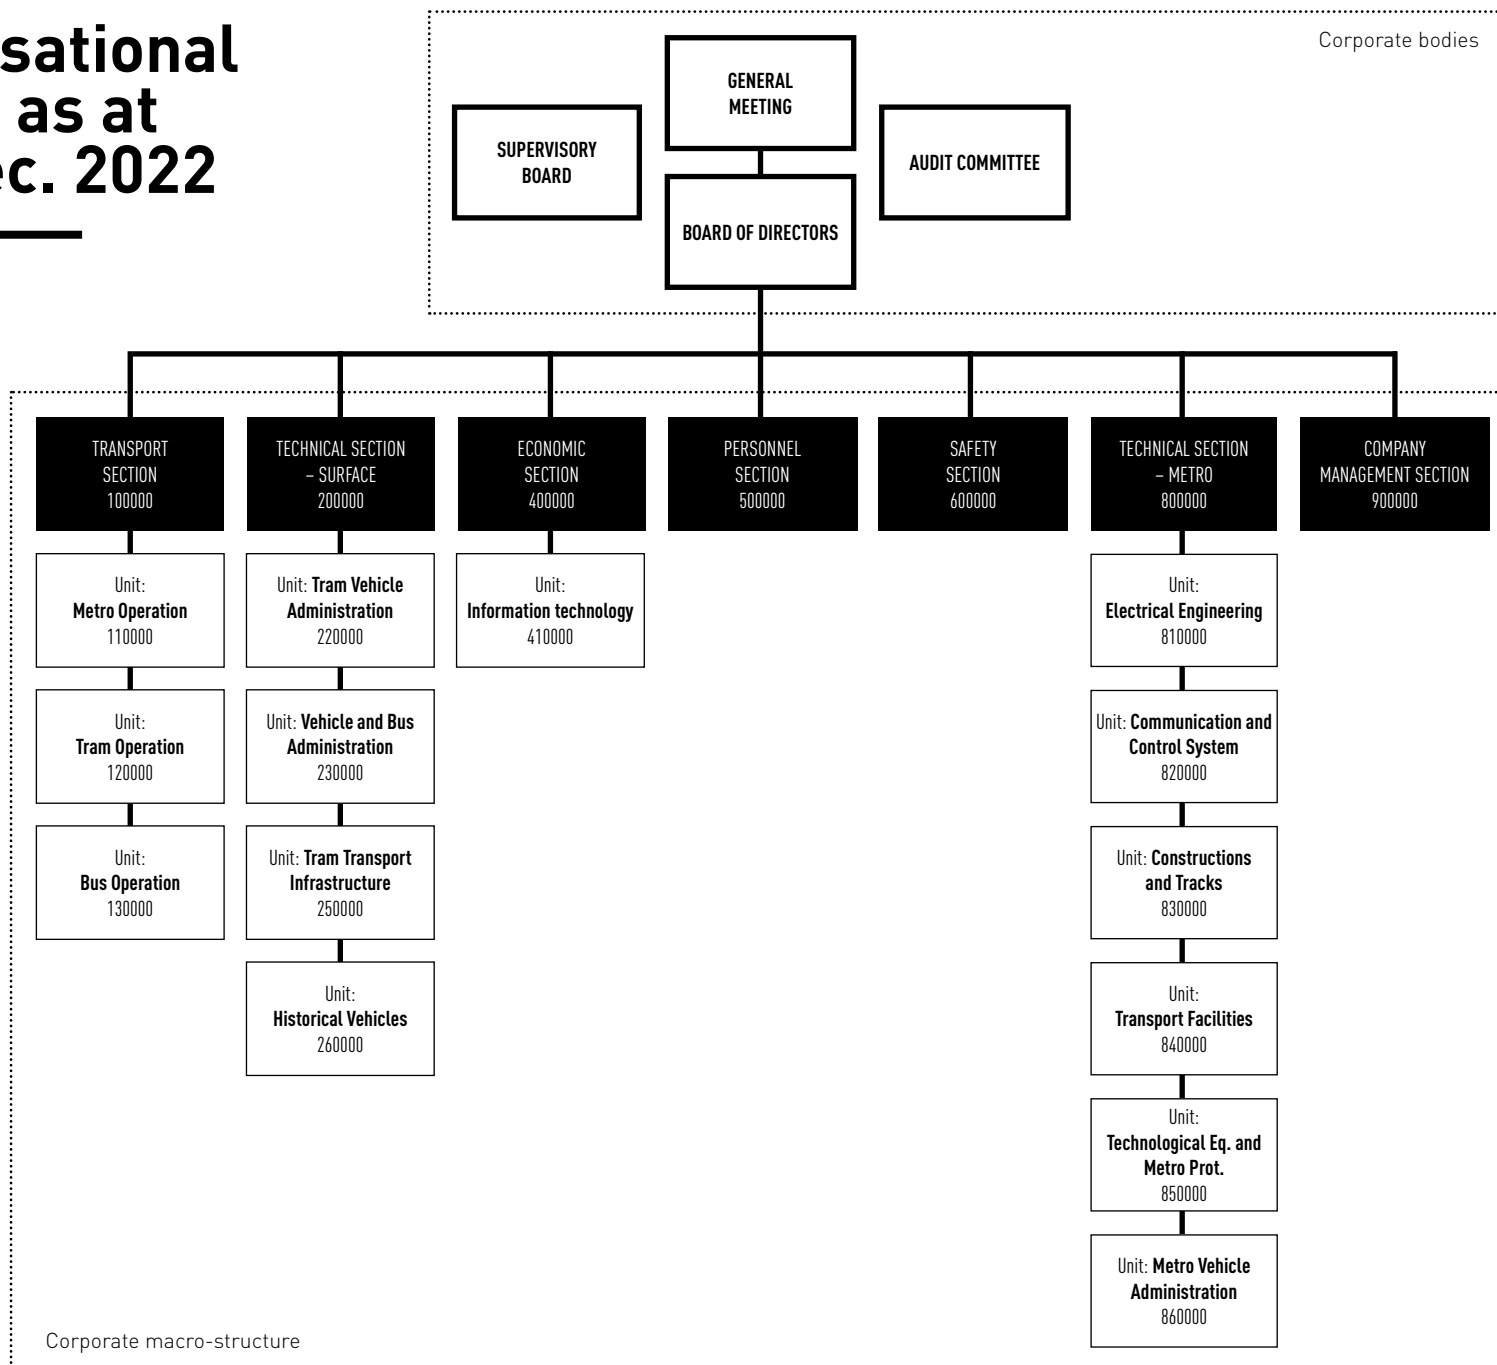 sational
as at
c. 2022
Corporate bodies
GENERAL
MEETING
SUPERVISORY
BOARD
AUDIT COMMITTEE
BOARD OF DIRECTORS
TRANSPORT
SECTION
100000
TECHNICAL SECTION
– SURFACE
200000
ECONOMIC
SECTION
400000
PERSONNEL
SECTION
500000
SAFETY
SECTION
600000
TECHNICAL SECTION
– METRO
800000
COMPANY
MANAGEMENT SECTION
900000
Unit:
Metro Operation
110000
Unit:
Tram Operation
120000
Unit:
Bus Operation
130000
Unit: Tram Vehicle
Administration
220000
Unit: Vehicle and Bus
Administration
230000
Unit: Tram Transport
Infrastructure
250000
Unit:
Historical Vehicles
260000
Unit:
Information technology
410000
Unit:
Electrical Engineering
810000
Unit: Communication and
Control System
820000
Unit: Constructions
and Tracks
830000
Unit:
Transport Facilities
840000
Unit:
Technological Eq. and
Metro Prot.
850000
Unit: Metro Vehicle
Administration
860000
Corporate macro-structure